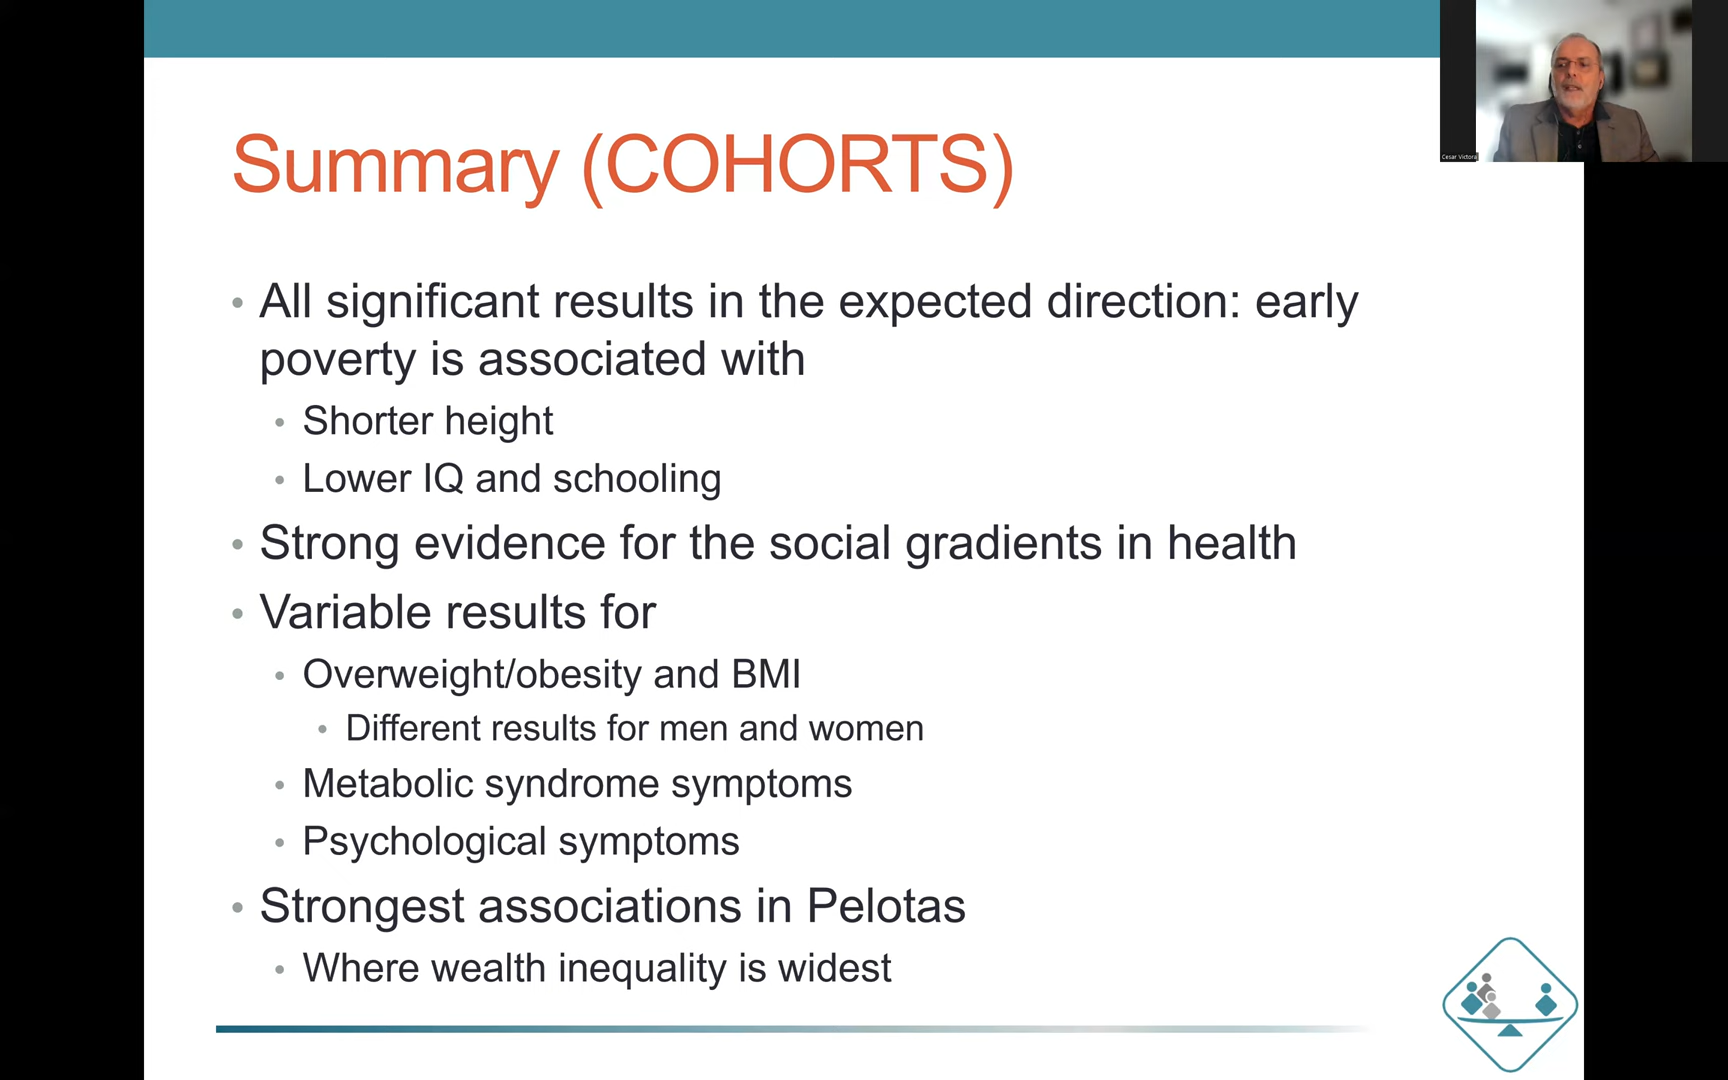 Summary (COHORTS)
• All significant results in the expected direction: early
poverty is associated with
• Shorter height
• Lower IQ and schooling
• Strong evidence for the social gradients in health
• Variable results for
• Overweight/obesity and BMI
• Different results for men and women
• Metabolic syndrome symptoms
• Psychological symptoms
• Strongest associations in Pelotas
• Where wealth inequality is widest
Cesar Victora